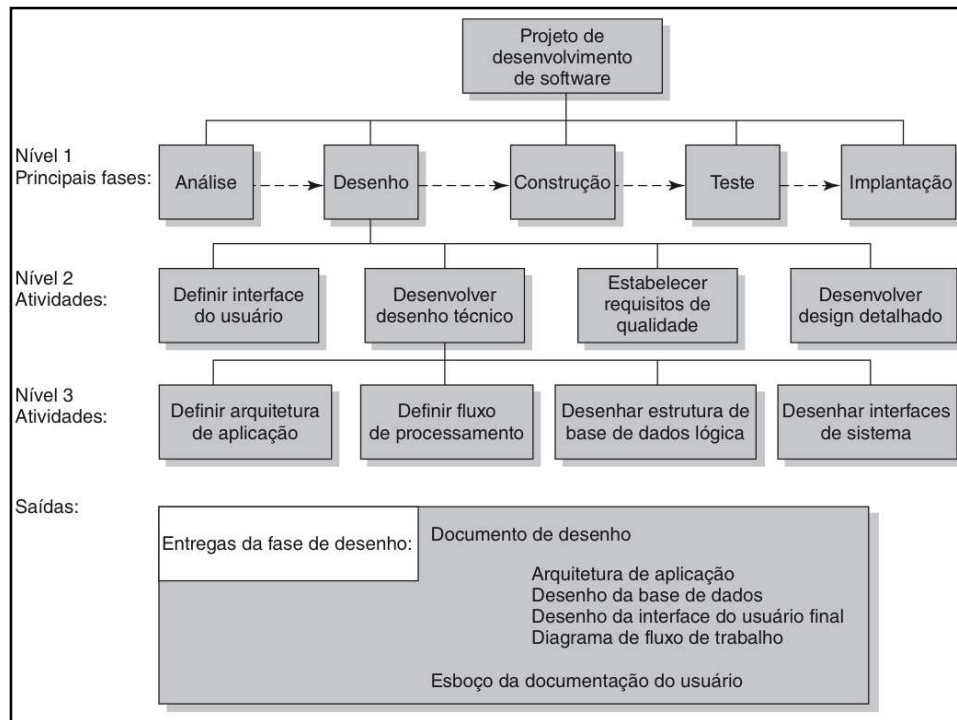 Projeto de
desenvolvimento
de software
Nível 1
Principais fases:
Análise
Desenho
Construção
Teste
Implantação
Nível 2
Atividades:
Definir interface
do usuário
Desenvolver
desenho técnico
Estabelecer
requisitos de
qualidade
Desenvolver
design detalhado
Nível 3
Atividades:
Definir arquitetura
de aplicação
Definir fluxo
de processamento
Desenhar estrutura de
base de dados lógica
Desenhar interfaces
de sistema
Saídas:
Entregas da fase de desenho:
Documento de desenho
Arquitetura de aplicação
Desenho da base de dados
Desenho da interface do usuário final
Diagrama de fluxo de trabalho
Esboço da documentação do usuário